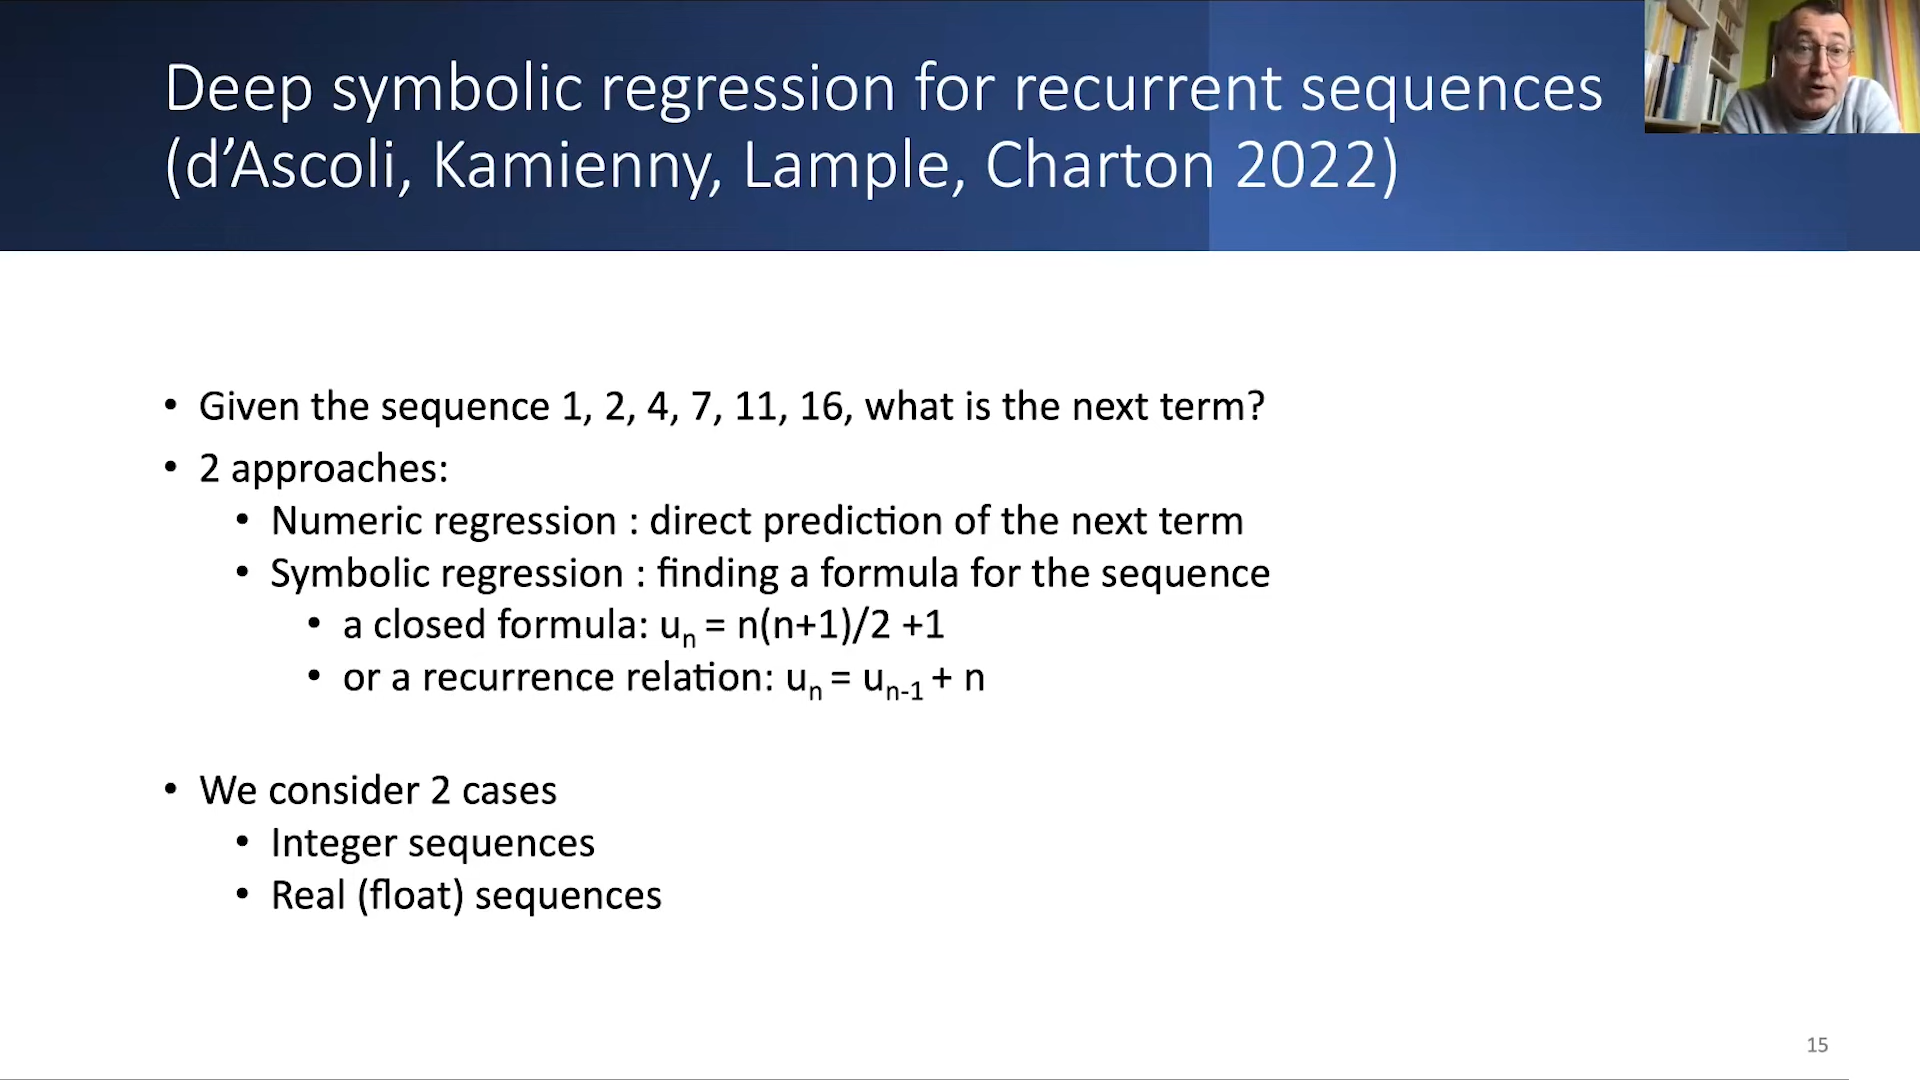 Deep symbolic regression for recurrent sequences
(d’Ascoli, Kamienny, Lample, Charton 2022)
• Given the sequence 1, 2, 4, 7, 11, 16, what is the next term?
• 2 approaches:
• Numeric regression : direct prediction of the next term
• Symbolic regression : finding a formula for the sequence
• a closed formula: uₙ = n(n+1)/2 +1
• or a recurrence relation: uₙ = uₙ₋₁ + n
• We consider 2 cases
• Integer sequences
• Real (float) sequences
15